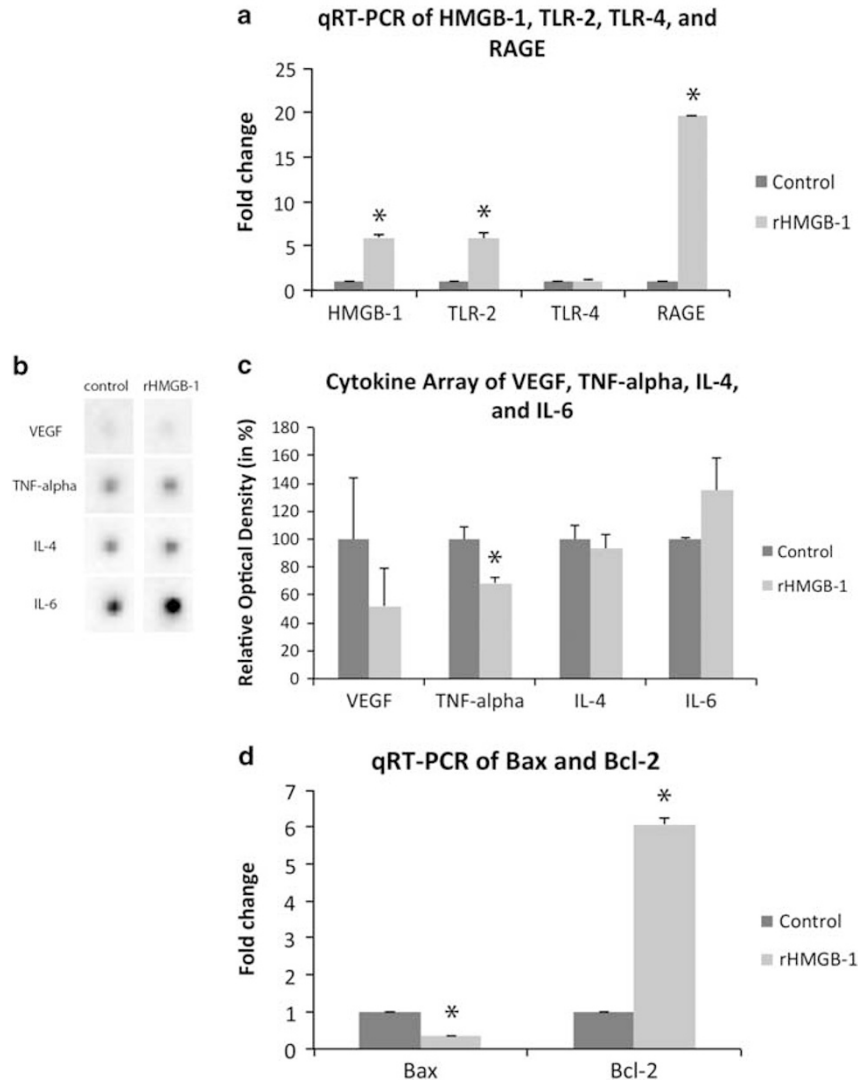 a
qRT-PCR of HMGB-1, TLR-2, TLR-4, and
RAGE
Fold change
25
20
15
10
5
0
*
*
*
HMGB-1 TLR-2 TLR-4 RAGE
Control
rHMGB-1
b
control rHMGB-1
VEGF
TNF-alpha
IL-4
IL-6
c
Cytokine Array of VEGF, TNF-alpha, IL-4,
and IL-6
Relative Optical Density (in %)
180
160
140
120
100
80
60
40
20
0
*
VEGF TNF-alpha IL-4 IL-6
Control
rHMGB-1
d
qRT-PCR of Bax and Bcl-2
Fold change
7
6
5
4
3
2
1
0
*
*
Bax Bcl-2
Control
rHMGB-1